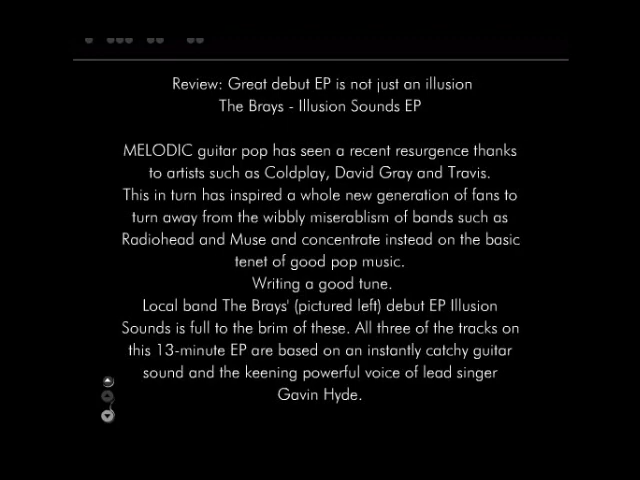 Review: Great debut EP is not just an illusion
The Brays - Illusion Sounds EP
MELODIC guitar pop has seen a recent resurgence thanks
to artists such as Coldplay, David Gray and Travis.
This in turn has inspired a whole new generation of fans to
turn away from the wibbly miserablism of bands such as
Radiohead and Muse and concentrate instead on the basic
tenet of good pop music.
Writing a good tune.
Local band The Brays' (pictured left) debut EP Illusion
Sounds is full to the brim of these. All three of the tracks on
this 13-minute EP are based on an instantly catchy guitar
sound and the keening powerful voice of lead singer
Gavin Hyde.